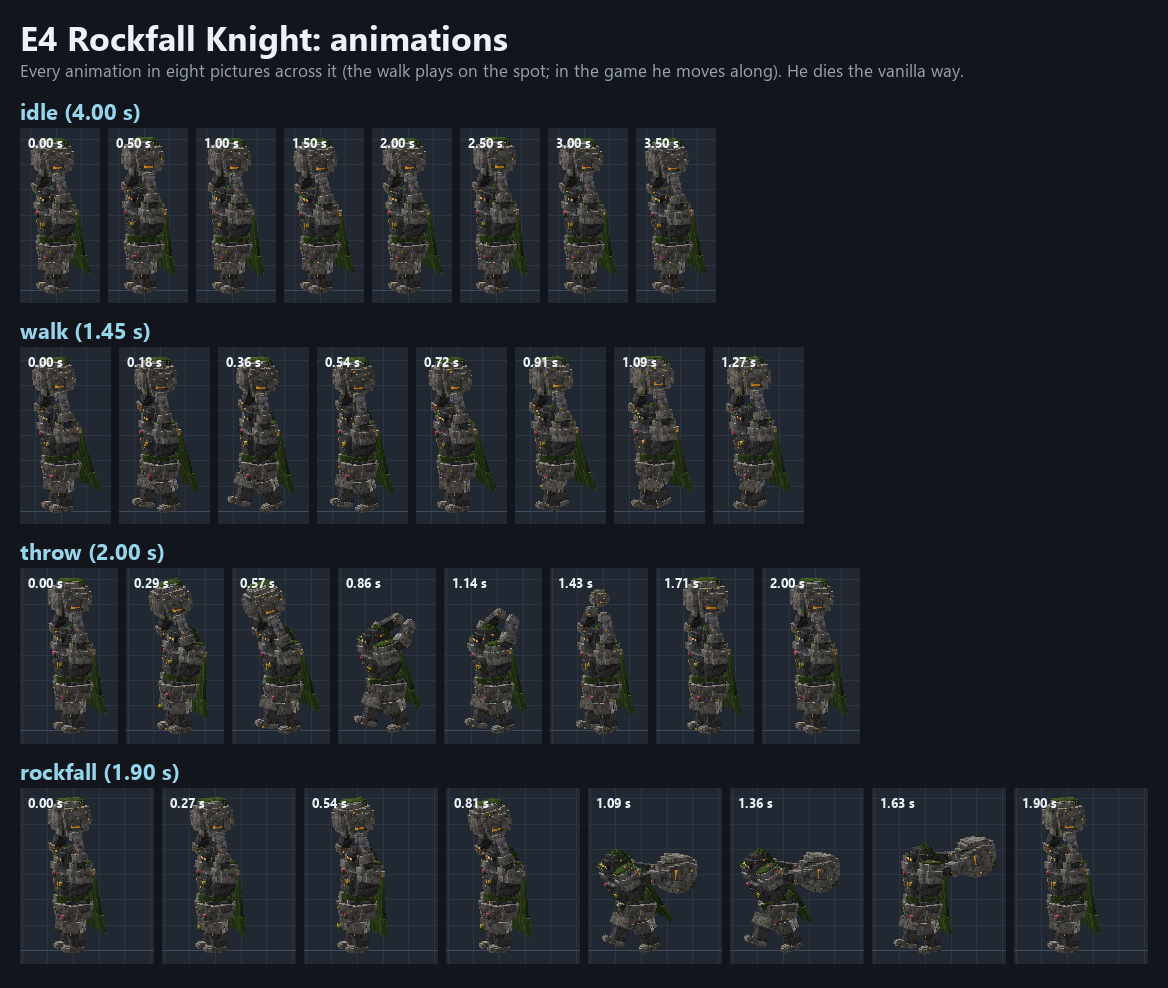 E4 Rockfall Knight: animations
Every animation in eight pictures across it (the walk plays on the spot; in the game he moves along). He dies the vanilla way.
idle (4.00 s)
0.00 s 0.50 s 1.00 s 1.50 s 2.00 s 2.50 s 3.00 s 3.50 s
walk (1.45 s)
0.00 s 0.18 s 0.36 s 0.54 s 0.72 s 0.91 s 1.09 s 1.27 s
throw (2.00 s)
0.00 s 0.29 s 0.57 s 0.86 s 1.14 s 1.43 s 1.71 s 2.00 s
rockfall (1.90 s)
0.00 s 0.27 s 0.54 s 0.81 s 1.09 s 1.36 s 1.63 s 1.90 s